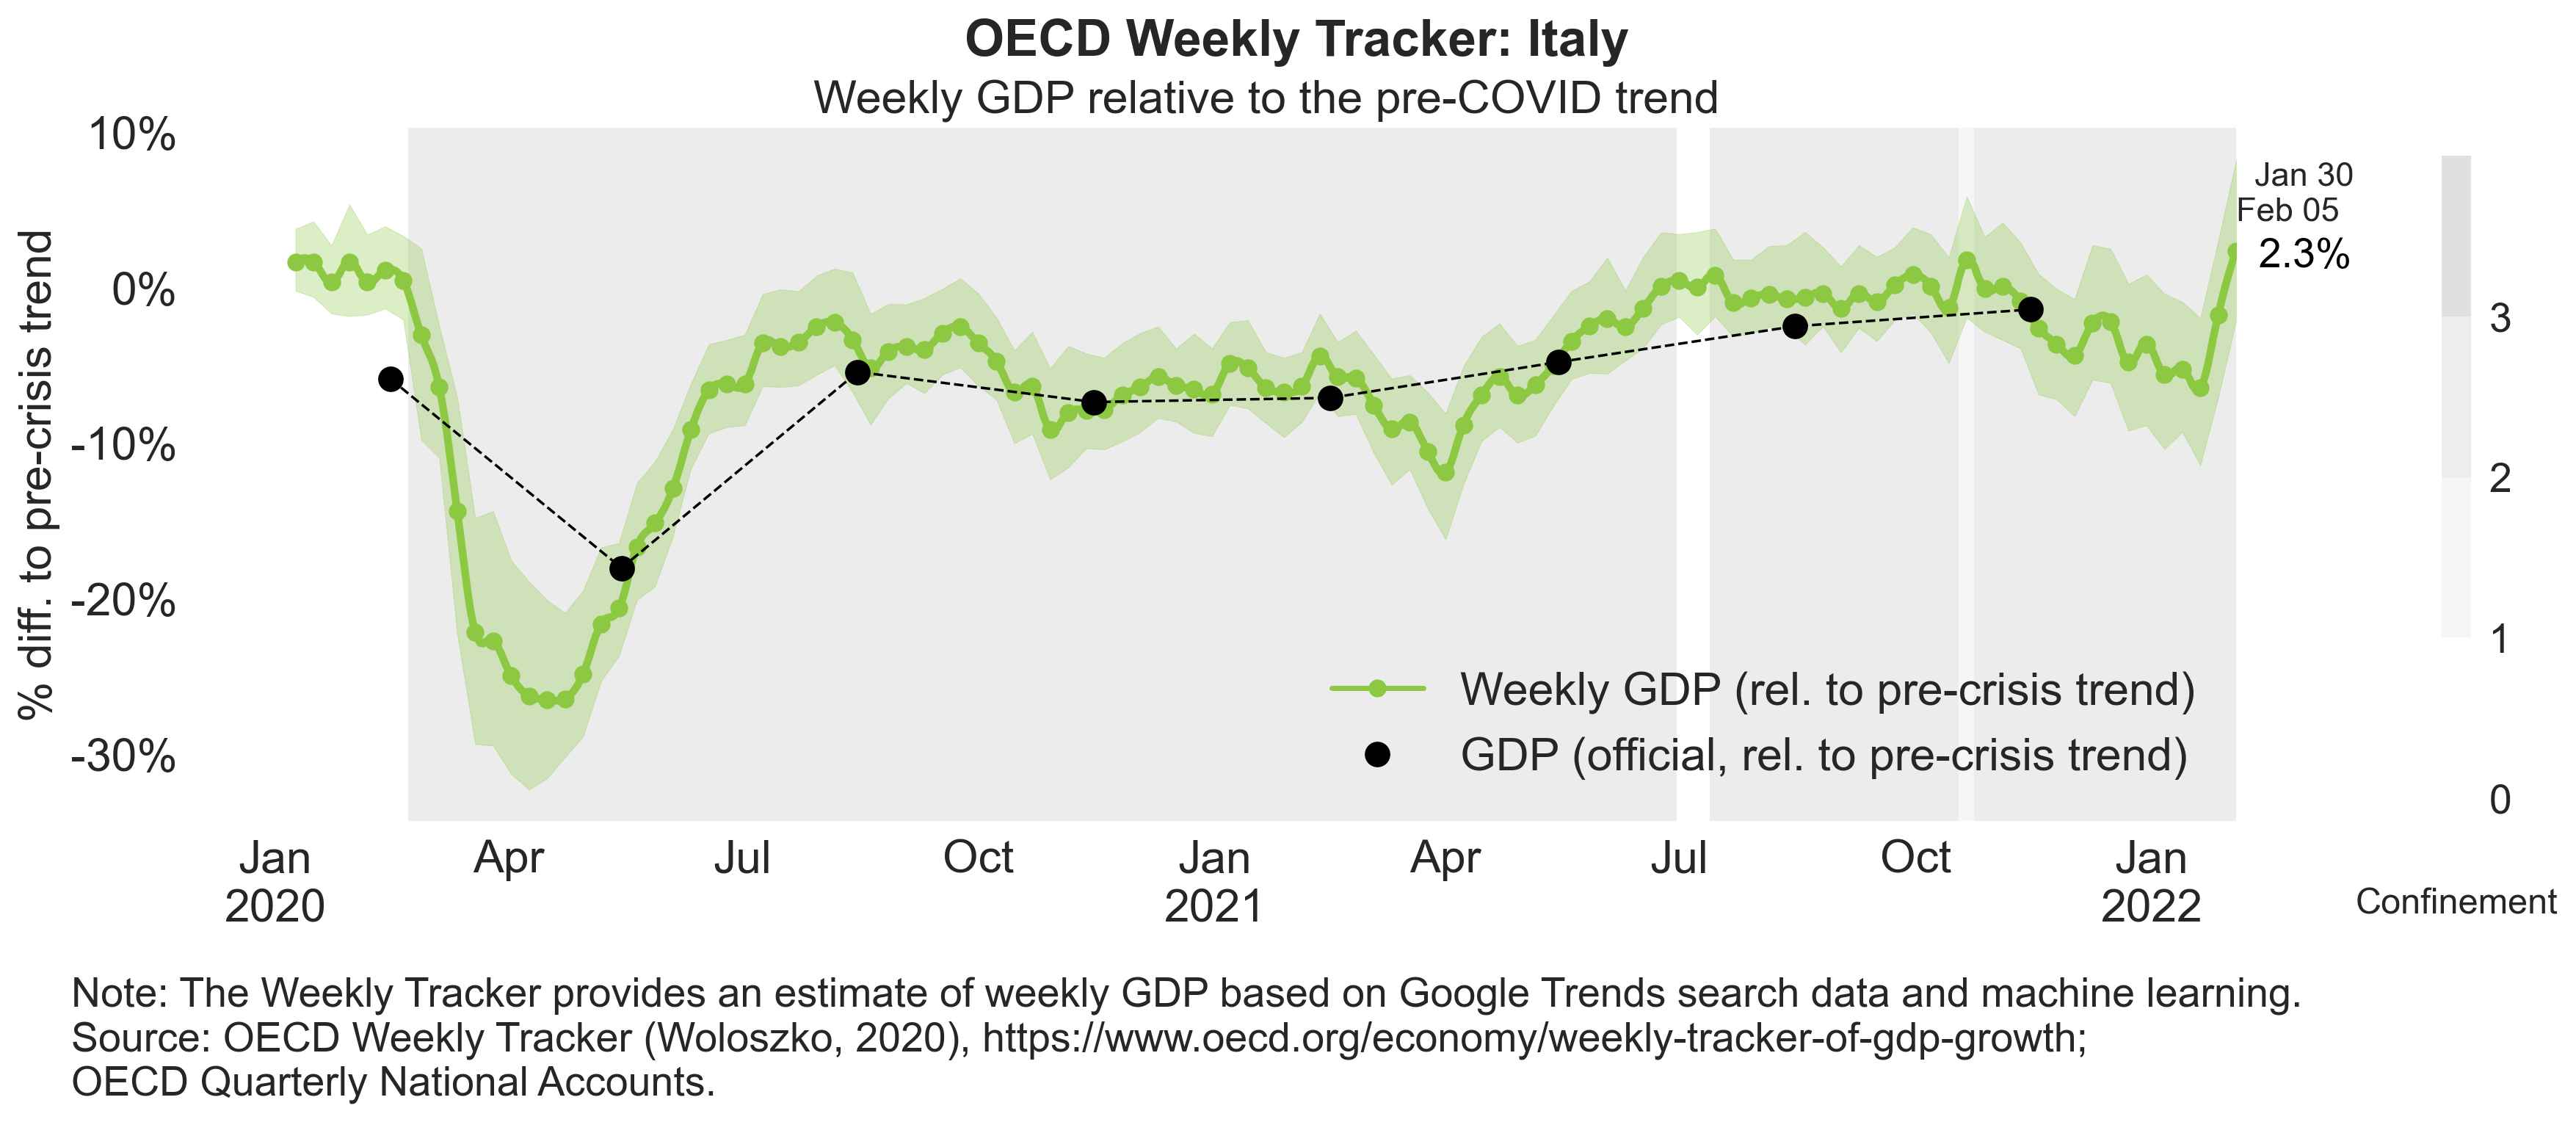 OECD Weekly Tracker: Italy
Weekly GDP relative to the pre-COVID trend
% diff. to pre-crisis trend
10%
0%
-10%
-20%
-30%
Jan 30
Feb 05
2.3%
3
2
1
0
Confinement
Weekly GDP (rel. to pre-crisis trend)
GDP (official, rel. to pre-crisis trend)
Jan Apr Jul Oct Jan Apr Jul Oct Jan
2020 2021 2022
Note: The Weekly Tracker provides an estimate of weekly GDP based on Google Trends search data and machine learning.
Source: OECD Weekly Tracker (Woloszko, 2020), https://www.oecd.org/economy/weekly-tracker-of-gdp-growth;
OECD Quarterly National Accounts.